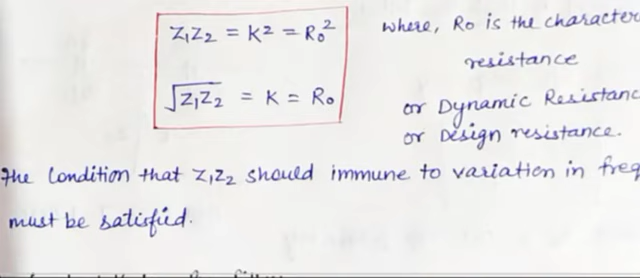 Z₁Z₂ = K² = R₀² where, Ro is the character
resistance
√Z₁Z₂ = K = R₀ or Dynamic Resistanc
or Design resistance.
The Condition that Z₁Z₂ should immune to variation in freq
must be satisfied.